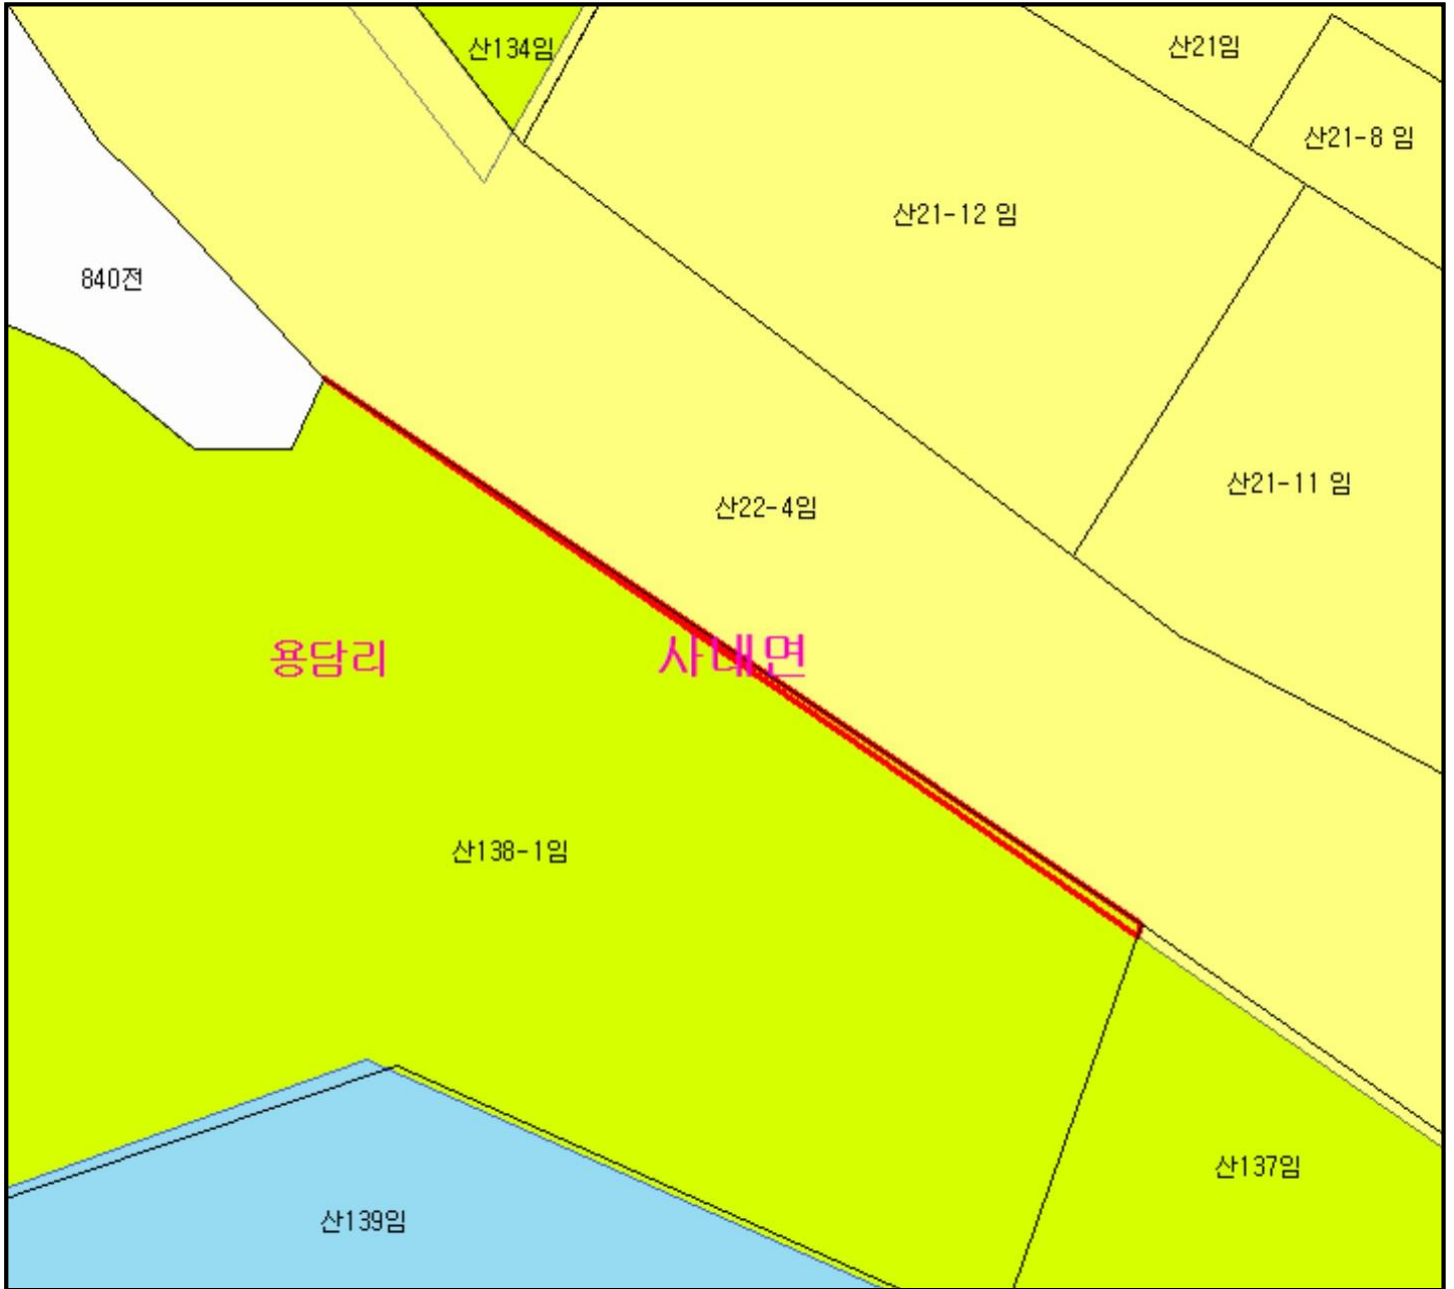 산134임
산21임
산21-8 임
산21-12 임
840전
산21-11 임
산22-4임
용담리
사내면
산138-1임
산137임
산139임